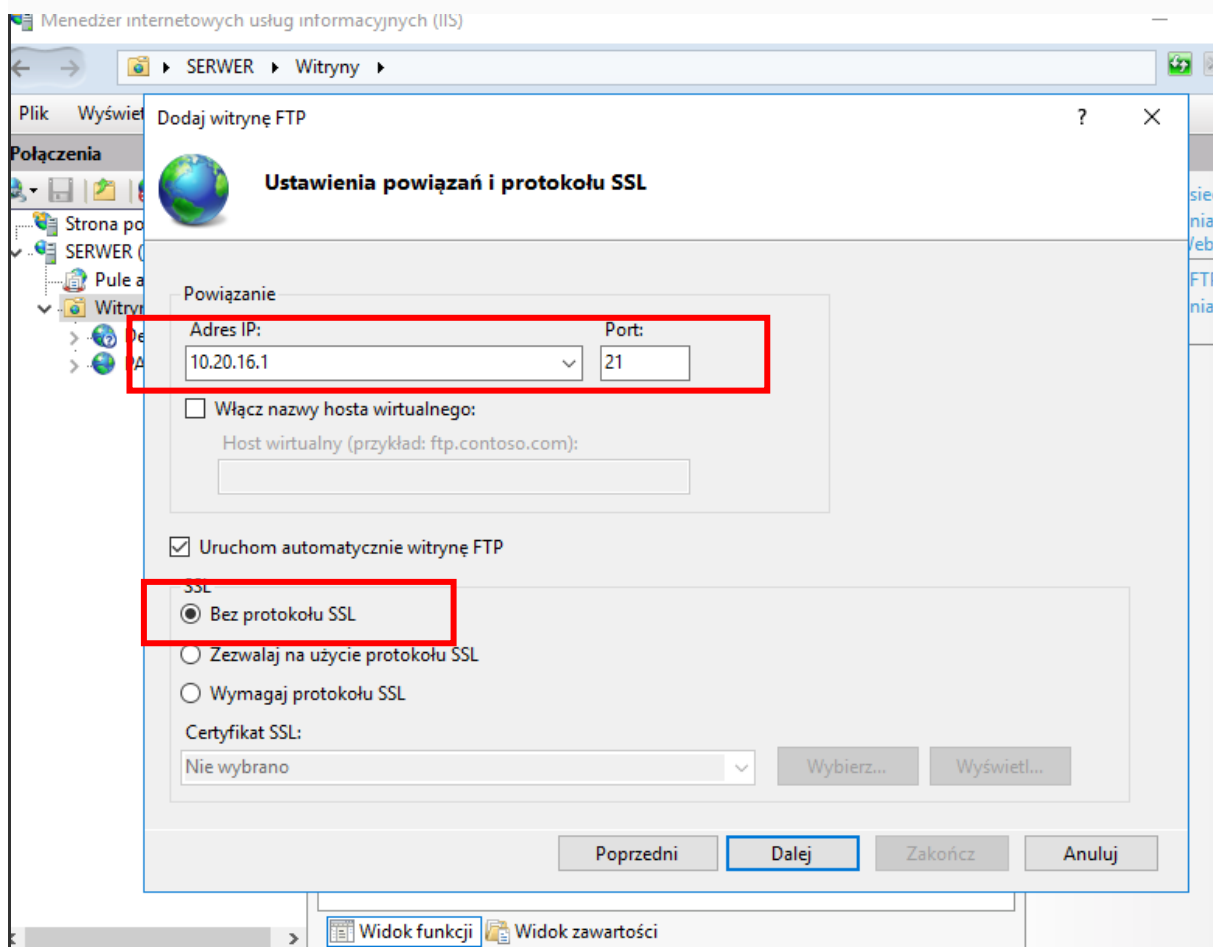 Menedżer internetowych usług informacyjnych (IIS)
SERWER Witryny
Plik Wyświet
Dodaj witrynę FTP ?
Połączenia
Ustawienia powiązań i protokołu SSL
Strona po
SERWER (
Pule a
Witryn
De
PA
Powiązanie
Adres IP: Port:
10.20.16.1 21
Włącz nazwy hosta wirtualnego:
Host wirtualny (przykład: ftp.contoso.com):
Uruchom automatycznie witrynę FTP
SSL
Bez protokołu SSL
Zezwalaj na użycie protokołu SSL
Wymagaj protokołu SSL
Certyfikat SSL:
Nie wybrano Wybierz... Wyświetl...
Poprzedni Dalej Zakończ Anuluj
Widok funkcji Widok zawartości